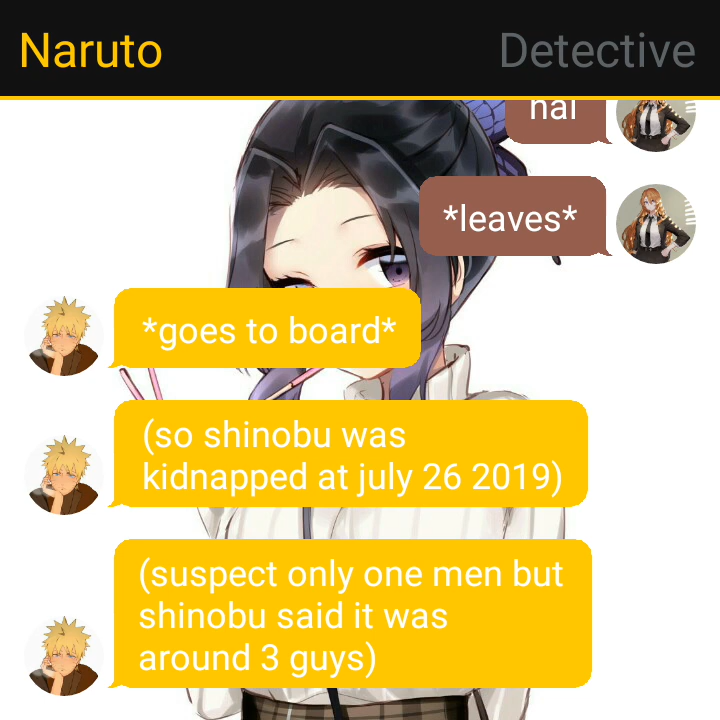 Naruto
Detective
hai
*leaves*
*goes to board*
(so shinobu was
kidnapped at july 26 2019)
(suspect only one men but
shinobu said it was
around 3 guys)